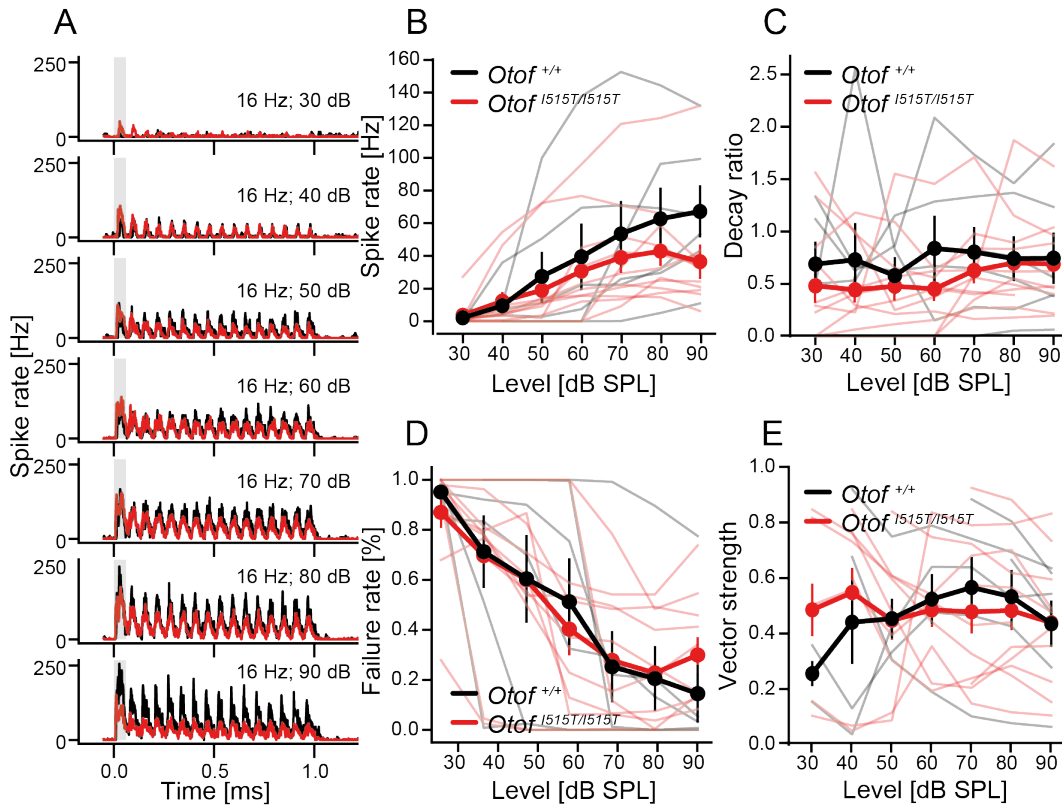 A
Spike rate [Hz]
250
0
16 Hz; 30 dB
250
0
16 Hz; 40 dB
250
0
16 Hz; 50 dB
250
0
16 Hz; 60 dB
250
0
16 Hz; 70 dB
250
0
16 Hz; 80 dB
250
0
16 Hz; 90 dB
0.0 0.5 1.0
Time [ms]
B
Spike rate [Hz]
160
140
120
100
80
60
40
20
0
Otof +/+
Otof I515T/I515T
30 40 50 60 70 80 90
Level [dB SPL]
C
Decay ratio
2.5
2.0
1.5
1.0
0.5
0.0
Otof +/+
Otof I515T/I515T
30 40 50 60 70 80 90
Level [dB SPL]
D
Failure rate [%]
1.0
0.8
0.6
0.4
0.2
0.0
Otof +/+
Otof I515T/I515T
30 40 50 60 70 80 90
Level [dB SPL]
E
Vector strength
1.0
0.8
0.6
0.4
0.2
0.0
Otof +/+
Otof I515T/I515T
30 40 50 60 70 80 90
Level [dB SPL]